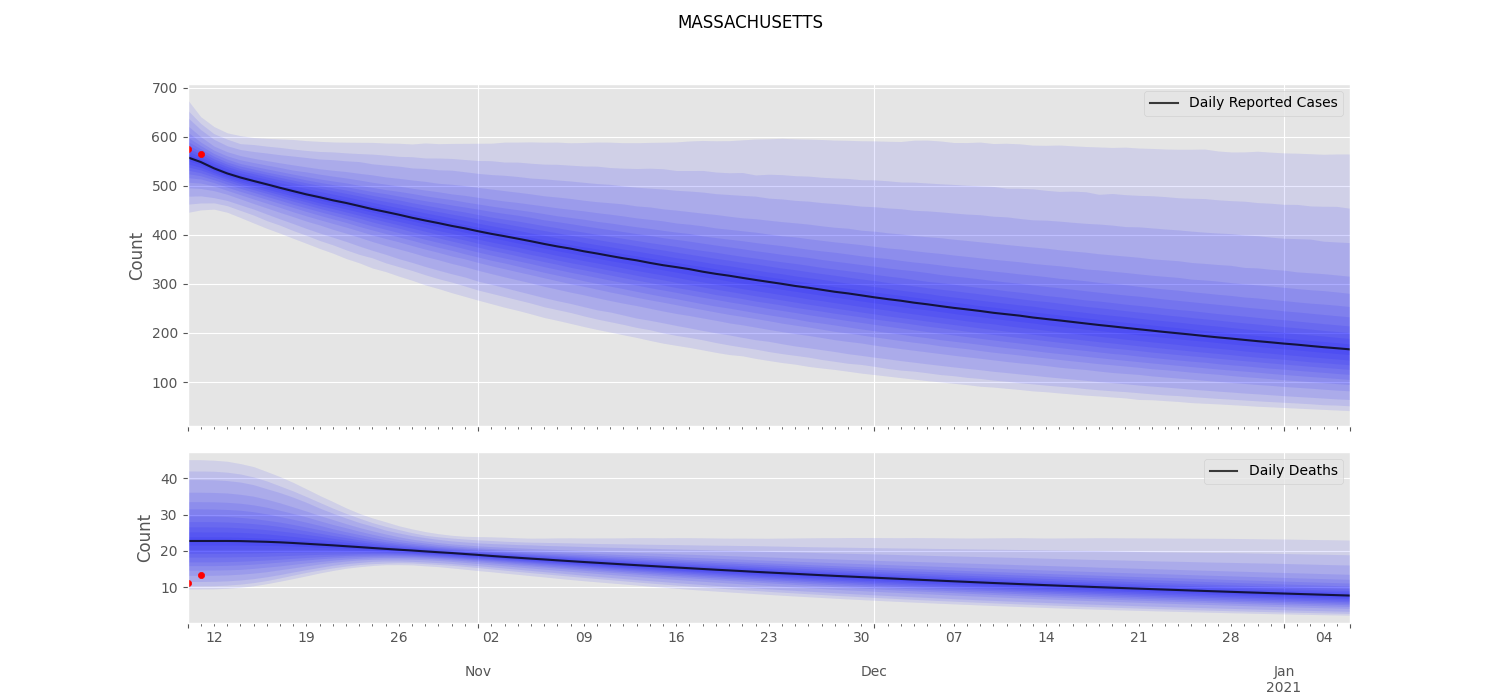 MASSACHUSETTS
700
600
500
400
300
200
100
Count
Daily Reported Cases
40
30
20
10
Count
Daily Deaths
12 19 26 02 09 16 23 30 07 14 21 28 04
Nov Dec Jan
2021